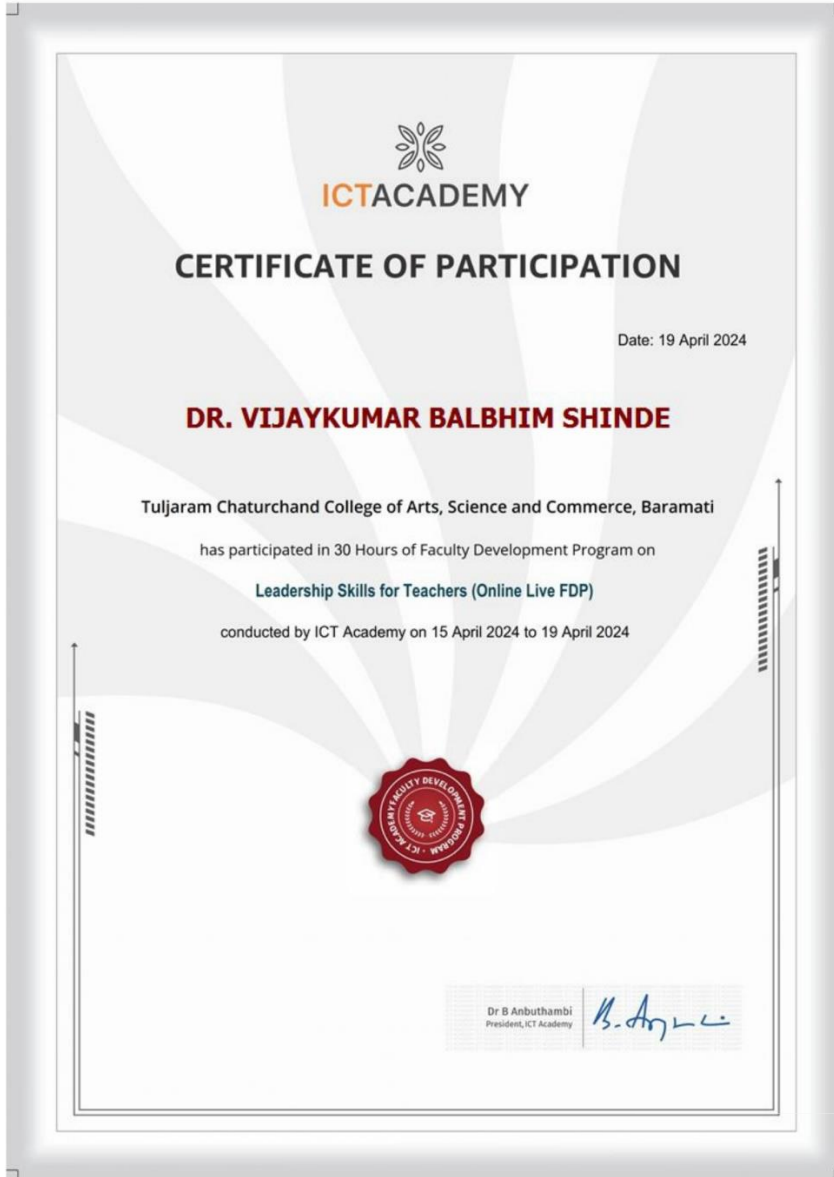 ICTACADEMY
CERTIFICATE OF PARTICIPATION
Date: 19 April 2024
DR. VIJAYKUMAR BALBHIM SHINDE
Tuljaram Chaturchand College of Arts, Science and Commerce, Baramati
has participated in 30 Hours of Faculty Development Program on
Leadership Skills for Teachers (Online Live FDP)
conducted by ICT Academy on 15 April 2024 to 19 April 2024
FACULTY DEVELOPMENT PROGRAM · ICT ACADEMY
Dr B Anbuthambi
President, ICT Academy